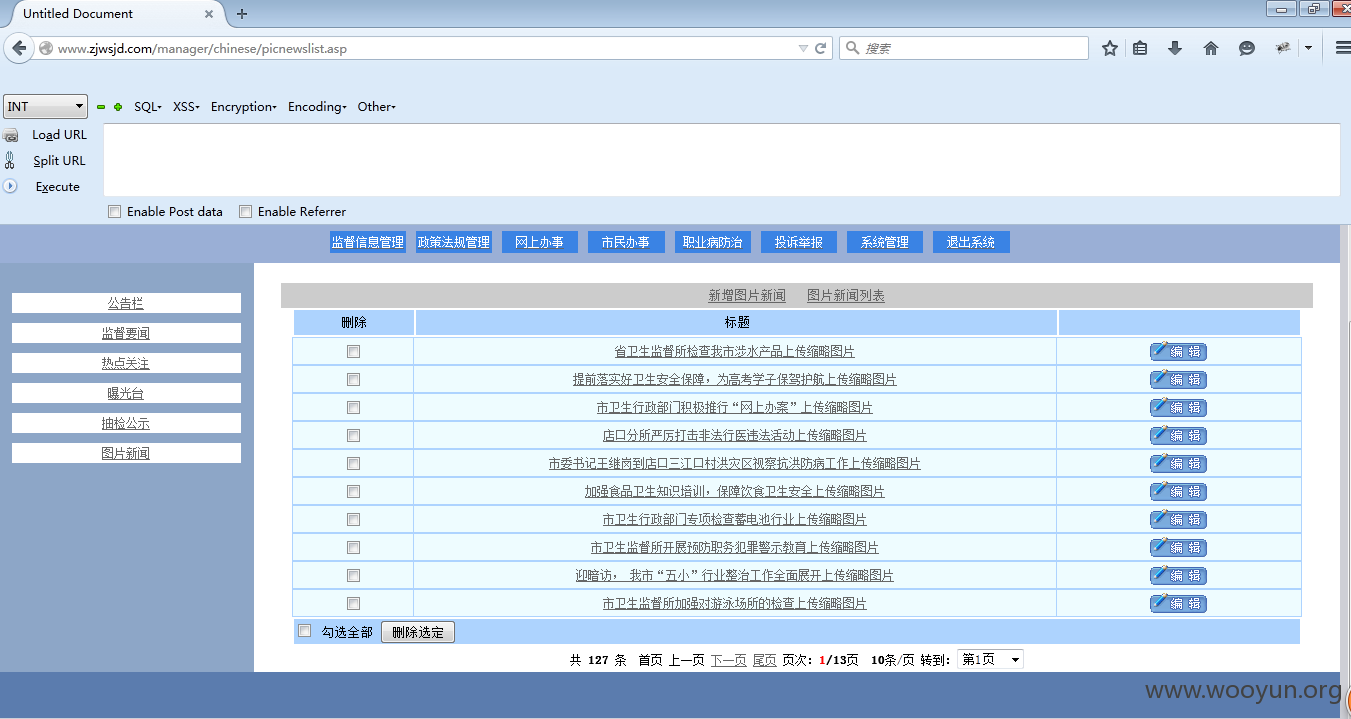 Untitled Document
www.zjwsjd.com/manager/chinese/picnewslist.asp
搜索
INT SQL XSS Encryption Encoding Other
Load URL
Split URL
Execute
Enable Post data Enable Referrer
监督信息管理 政策法规管理 网上办事 市民办事 职业病防治 投诉举报 系统管理 退出系统
公告栏
监督要闻
热点关注
曝光台
抽检公示
图片新闻
新增图片新闻 图片新闻列表
删除 标题
省卫生监督所检查我市涉水产品上传缩略图片 编 辑
提前落实好卫生安全保障，为高考学子保驾护航上传缩略图片 编 辑
市卫生行政部门积极推行“网上办案”上传缩略图片 编 辑
店口分所严厉打击非法行医违法活动上传缩略图片 编 辑
市委书记王继岗到店口三江口村洪灾区视察抗洪防病工作上传缩略图片 编 辑
加强食品卫生知识培训，保障饮食卫生安全上传缩略图片 编 辑
市卫生行政部门专项检查蓄电池行业上传缩略图片 编 辑
市卫生监督所开展预防职务犯罪警示教育上传缩略图片 编 辑
迎暗访， 我市“五小”行业整治工作全面展开上传缩略图片 编 辑
市卫生监督所加强对游泳场所的检查上传缩略图片 编 辑
勾选全部 删除选定
共 127 条 首页 上一页 下一页 尾页 页次：1/13页 10条/页 转到： 第1页
www.wooyun.org